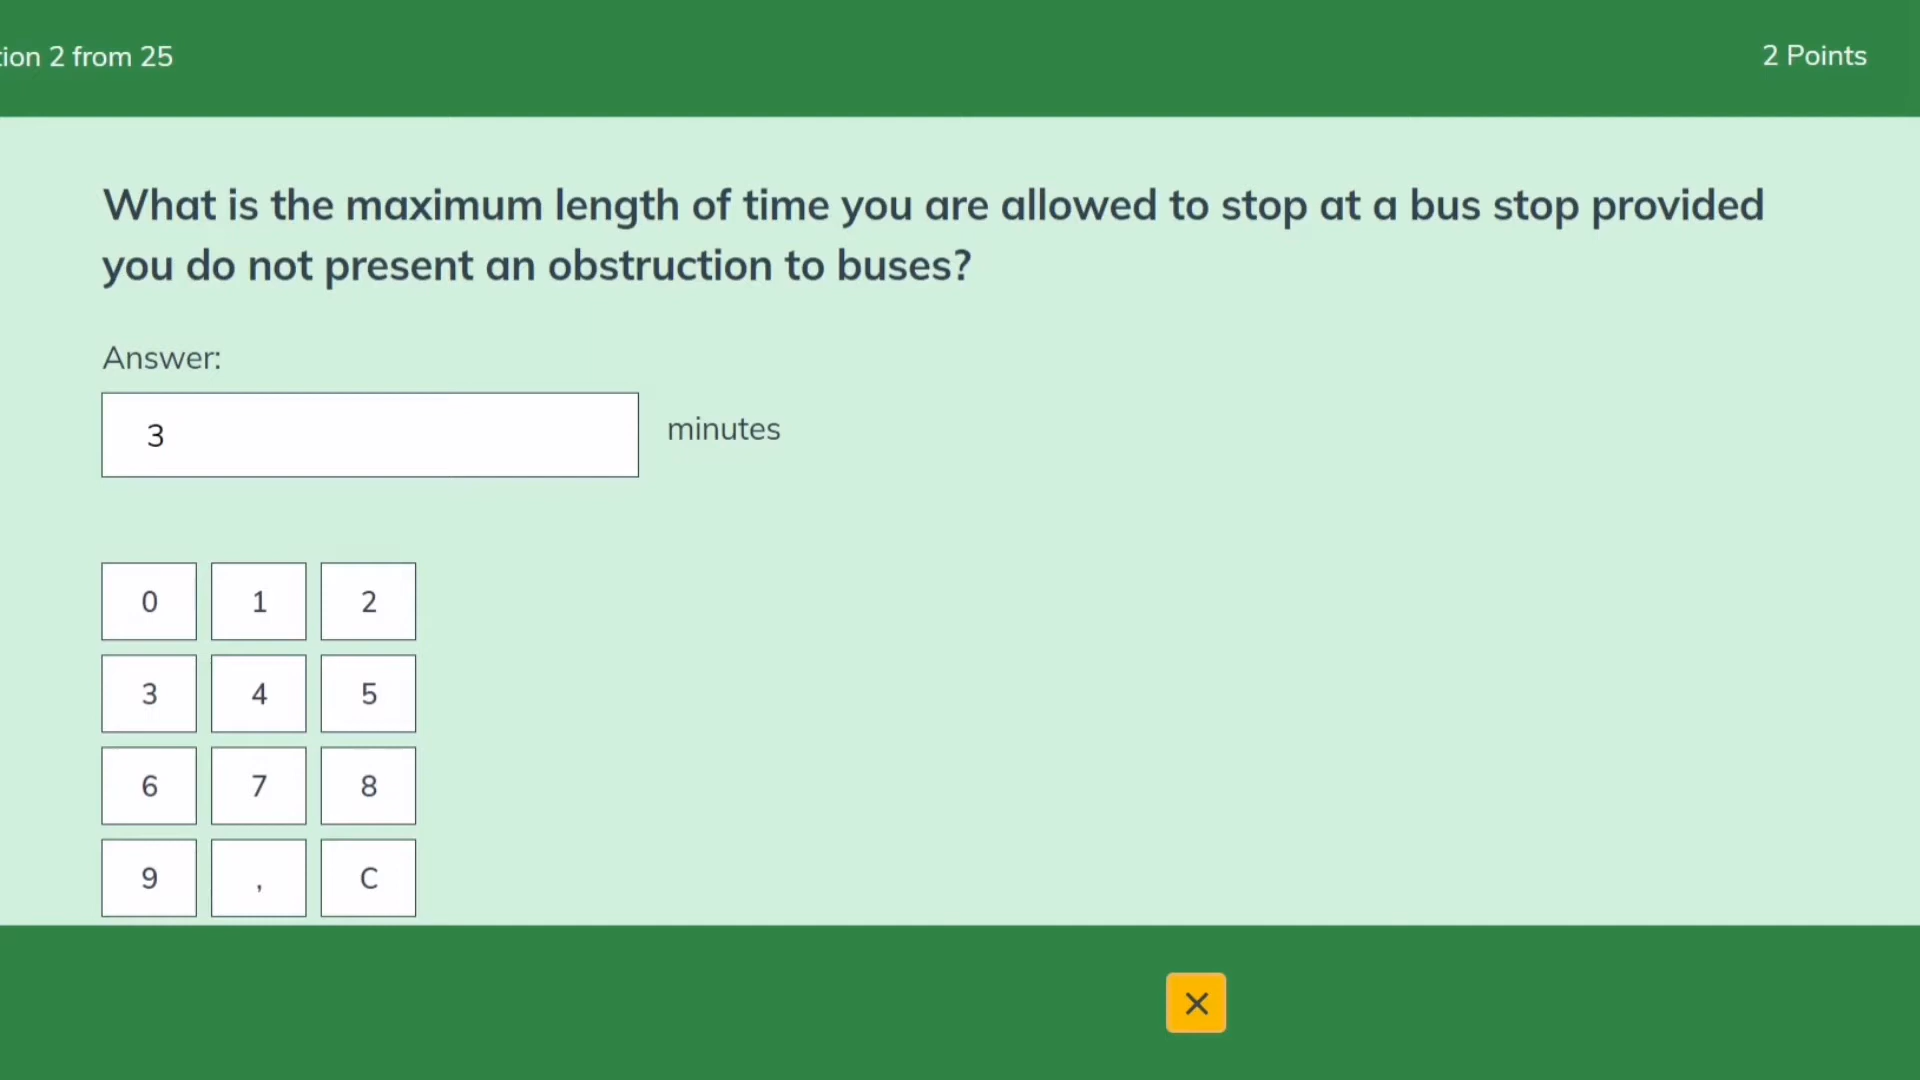 tion 2 from 25
2 Points
What is the maximum length of time you are allowed to stop at a bus stop provided
you do not present an obstruction to buses?
Answer:
3
minutes
0 1 2
3 4 5
6 7 8
9 , C